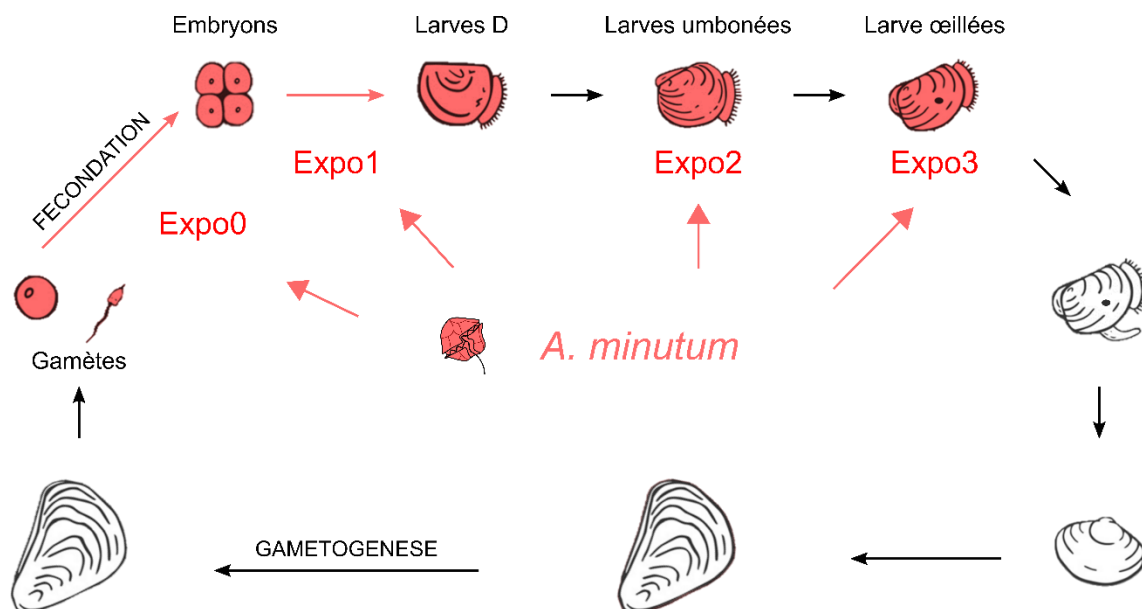 Embryons
Larves D
Larves umbonées
Larve œillées
FECONDATION
Expo1
Expo2
Expo3
Expo0
A. minutum
Gamètes
GAMETOGENESE